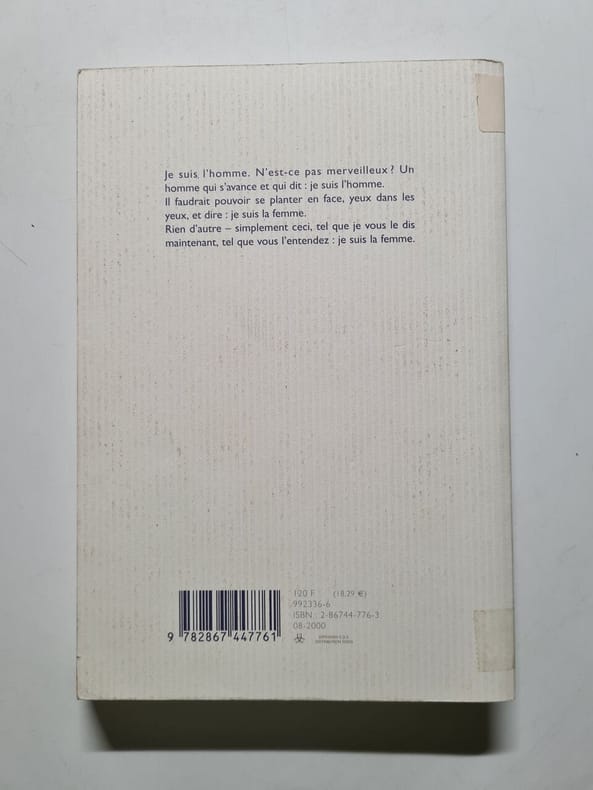 Je suis l'homme. N'est-ce pas merveilleux ? Un
homme qui s'avance et qui dit : je suis l'homme.
Il faudrait pouvoir se planter en face, yeux dans les
yeux, et dire : je suis la femme.
Rien d'autre – simplement ceci, tel que je vous le dis
maintenant, tel que vous l'entendez : je suis la femme.
120 F (18.29 €)
992336-6
ISBN : 2-86744-776-3
08-2000
9 782867 447761